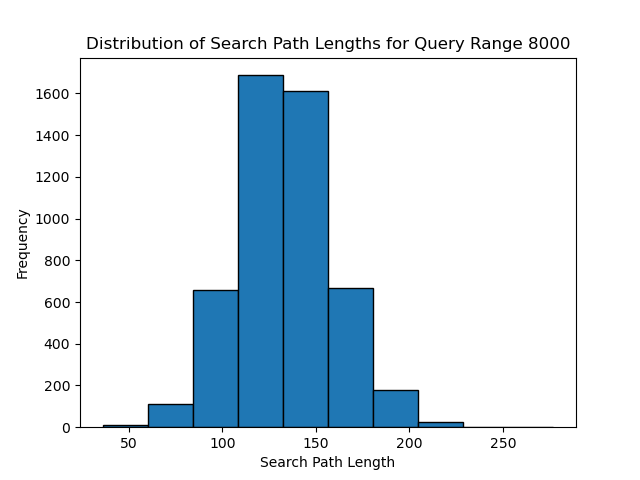 Distribution of Search Path Lengths for Query Range 8000
1600
1400
1200
1000
800
600
400
200
0
Frequency
50 100 150 200 250
Search Path Length